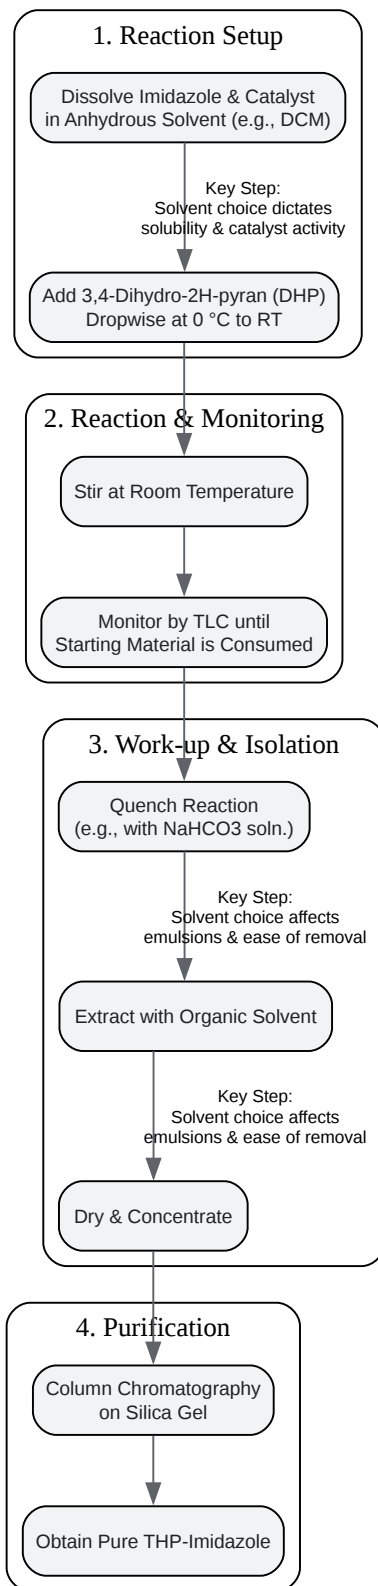 1. Reaction Setup
Dissolve Imidazole & Catalyst
in Anhydrous Solvent (e.g., DCM)
Key Step:
Solvent choice dictates
solubility & catalyst activity
Add 3,4-Dihydro-2H-pyran (DHP)
Dropwise at 0 °C to RT
2. Reaction & Monitoring
Stir at Room Temperature
Monitor by TLC until
Starting Material is Consumed
3. Work-up & Isolation
Quench Reaction
(e.g., with NaHCO3 soln.)
Key Step:
Solvent choice affects
emulsions & ease of removal
Extract with Organic Solvent
Key Step:
Solvent choice affects
emulsions & ease of removal
Dry & Concentrate
4. Purification
Column Chromatography
on Silica Gel
Obtain Pure THP-Imidazole